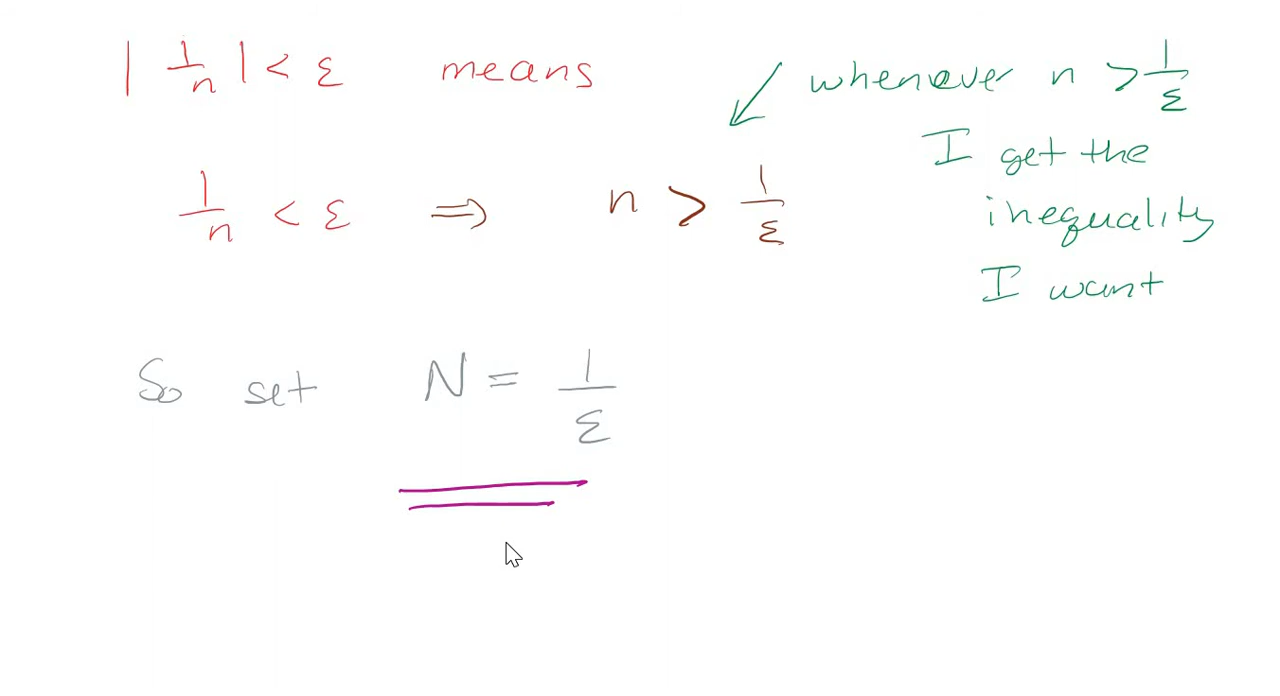 | 1/n | < ε means
whenever n > 1/ε
I get the
1/n < ε ⇒ n > 1/ε
inequality
I want
So set N = 1/ε